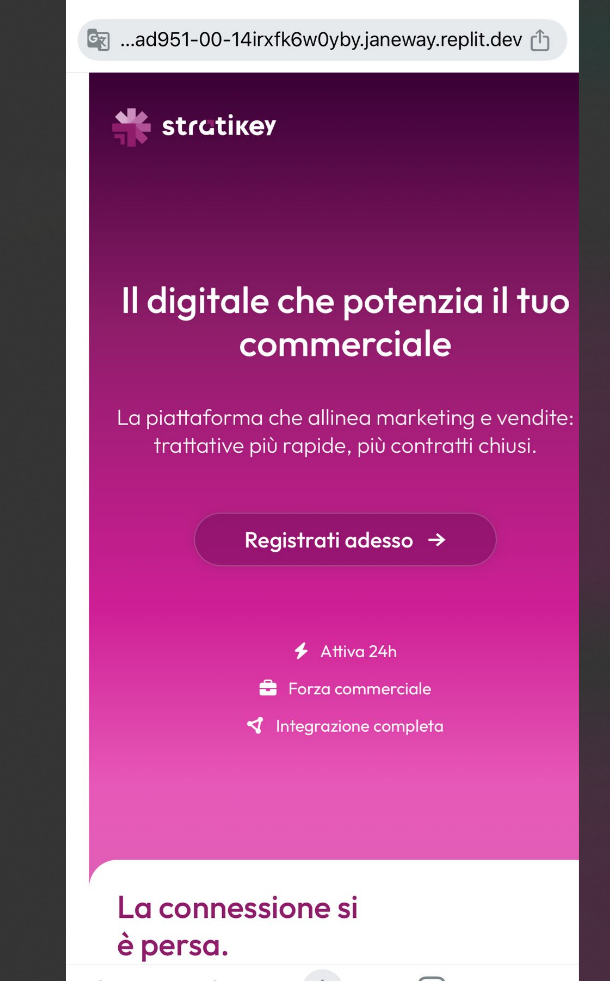 ...ad951-00-14irxfk6w0yby.janeway.replit.dev
stratikey
Il digitale che potenzia il tuo
commerciale
La piattaforma che allinea marketing e vendite:
trattative più rapide, più contratti chiusi.
Registrati adesso →
Attiva 24h
Forza commerciale
Integrazione completa
La connessione si
è persa.